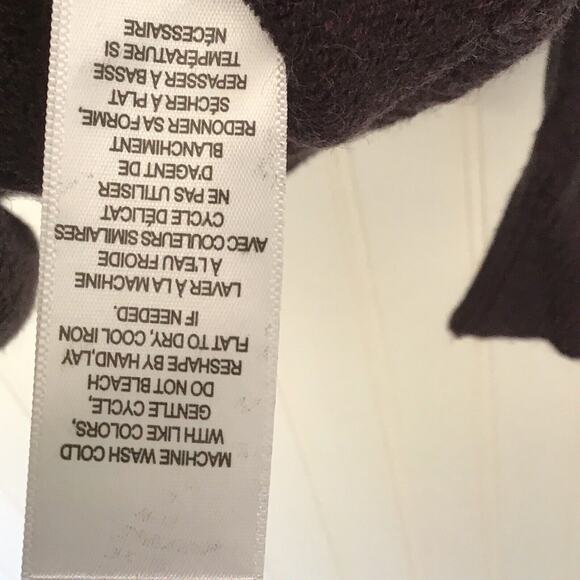 MACHINE WASH COLD
WITH LIKE COLORS,
GENTLE CYCLE,
DO NOT BLEACH
RESHAPE BY HAND,LAY
FLAT TO DRY, COOL IRON
IF NEEDED.
LAVER À LA MACHINE
À L'EAU FROIDE
AVEC COULEURS SIMILAIRES
CYCLE DÉLICAT
NE PAS UTILISER
D'AGENT DE
BLANCHIMENT
REDONNER SA FORME,
SÉCHER À PLAT
REPASSER À BASSE
TEMPÉRATURE SI
NÉCESSAIRE